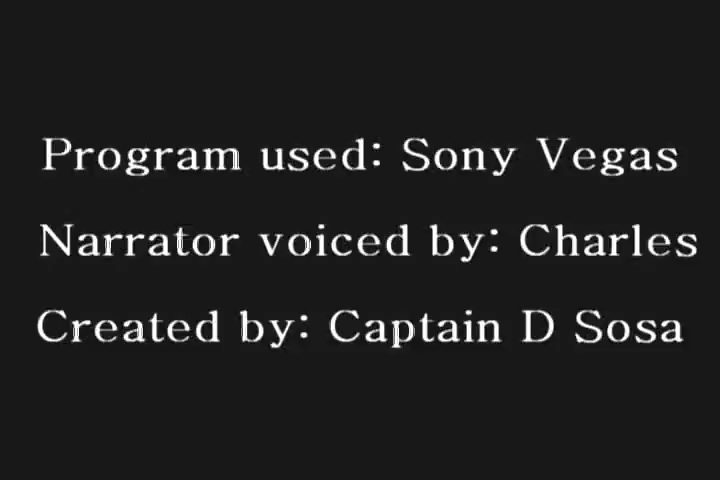 Program used: Sony Vegas
Narrator voiced by: Charles
Created by: Captain D Sosa